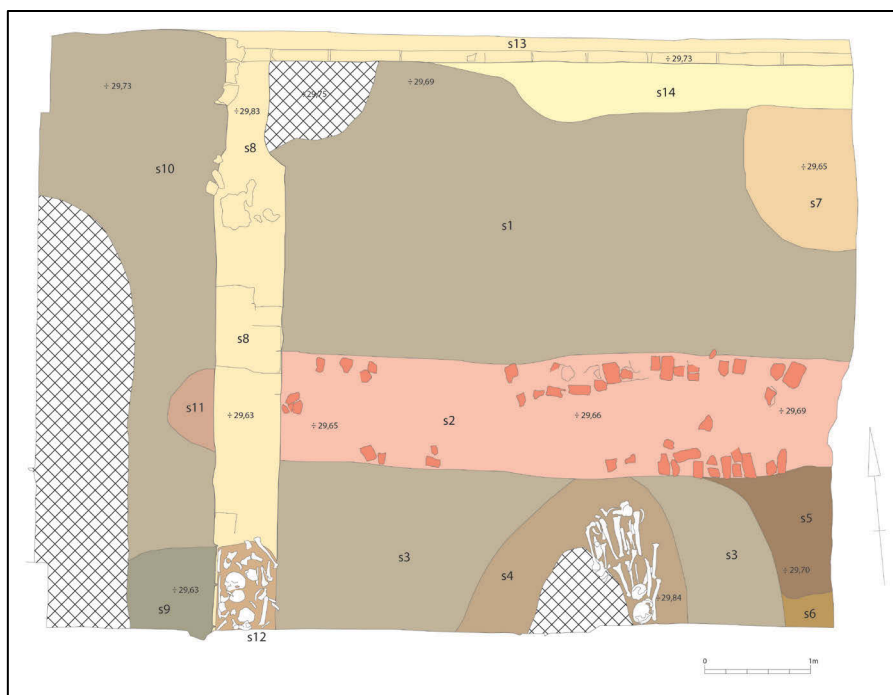 s13
÷ 29,73
÷ 29,73
÷ 29,69
÷ 29,75
s14
÷ 29,83
s8
s10
÷ 29,65
s7
s1
s8
s11
÷ 29,63
÷ 29,65
s2
÷ 29,66
÷ 29,69
s5
s3
s4
s3
÷ 29,70
÷ 29,63
÷ 29,84
s9
s6
s12
0
1m